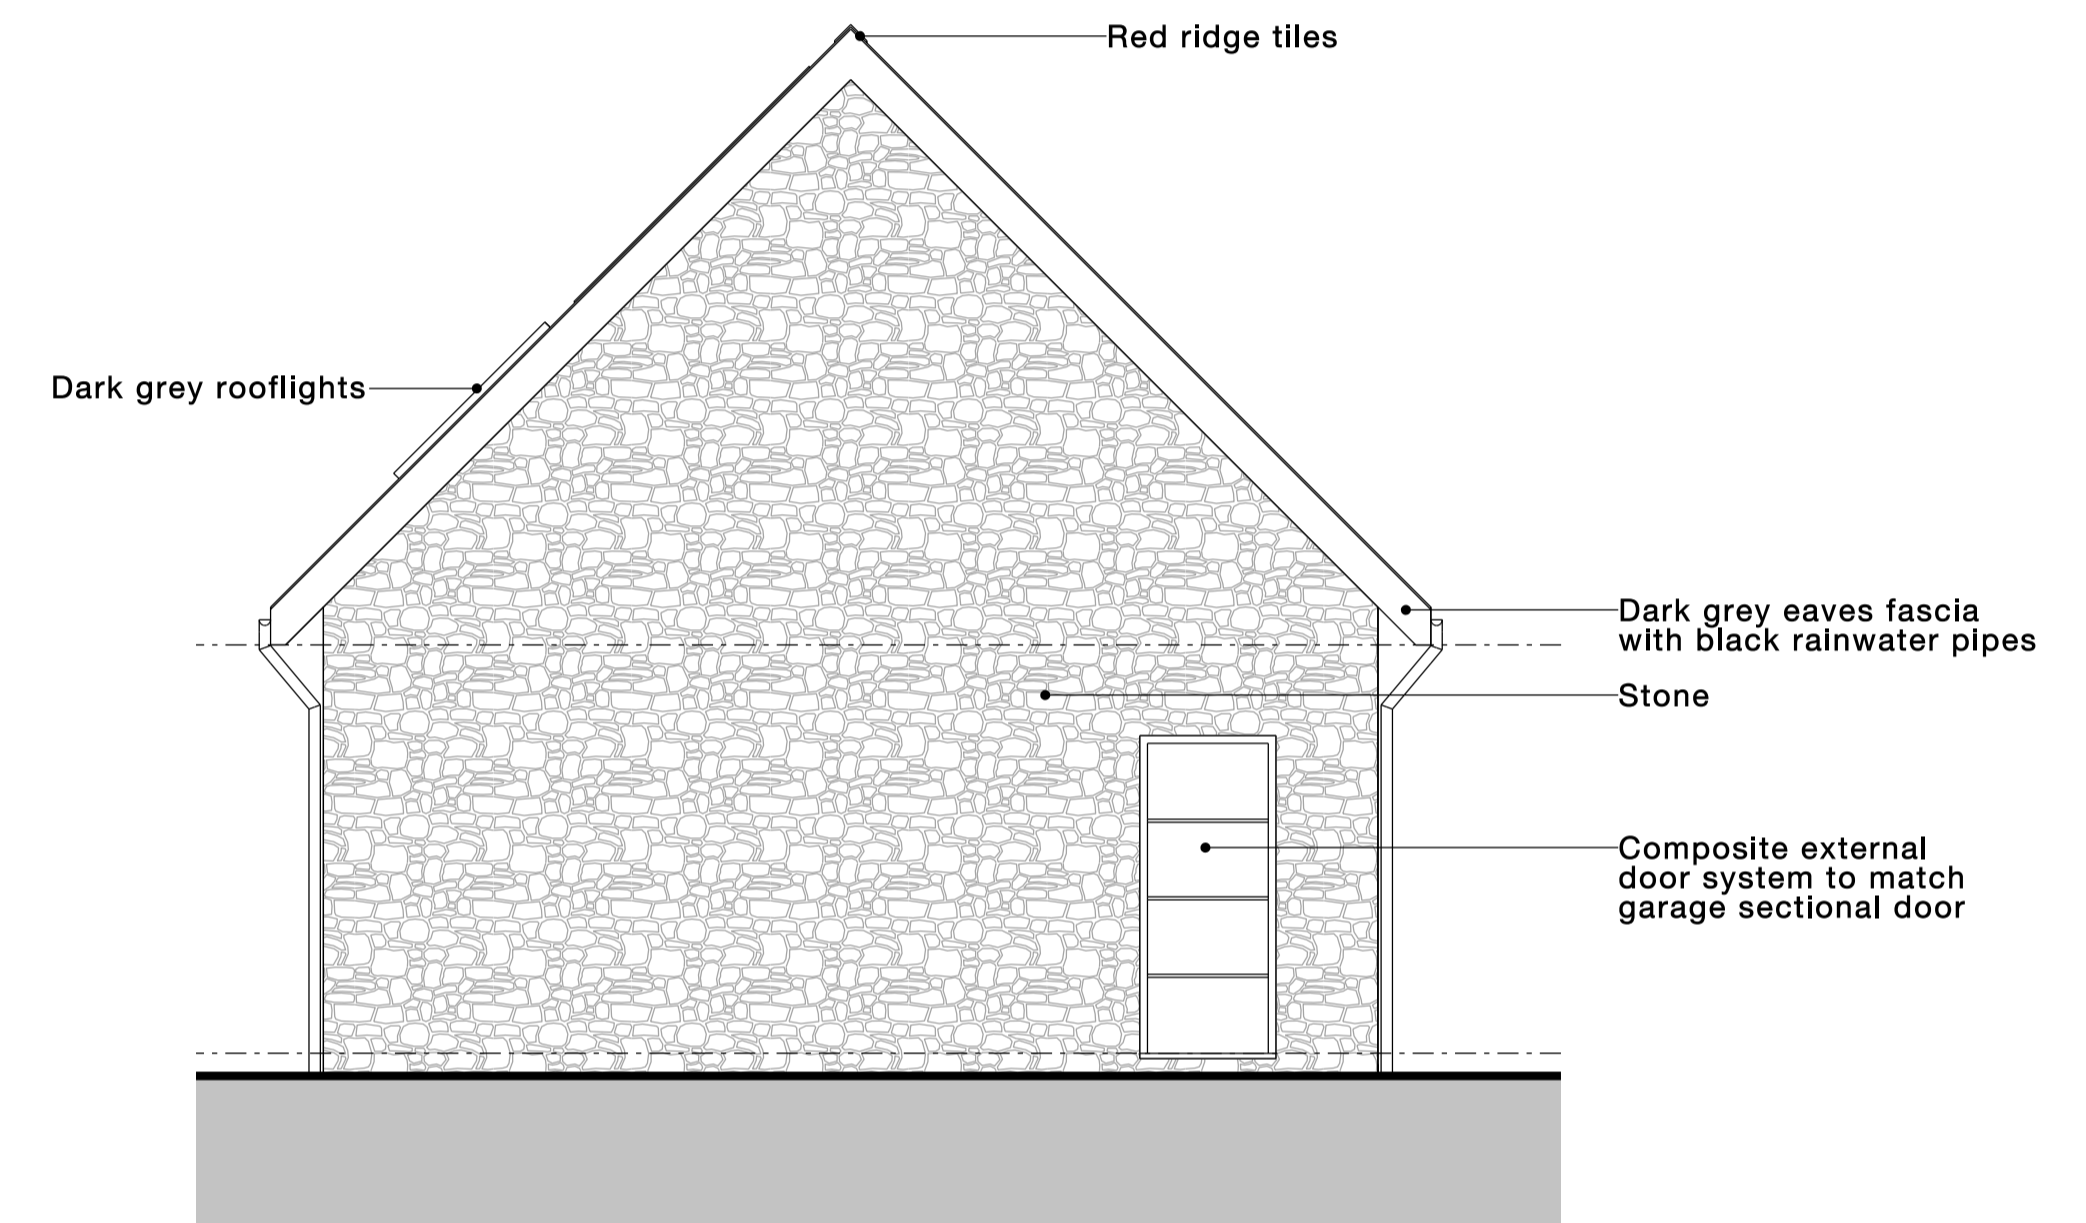 Red ridge tiles
Dark grey rooflights
Dark grey eaves fascia
with black rainwater pipes
Stone
Composite external
door system to match
garage sectional door